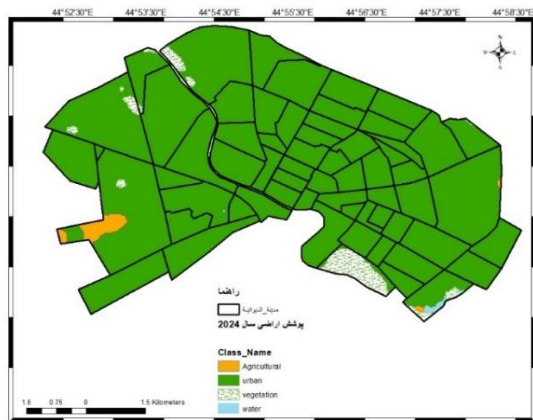 44°52'30"E 44°53'30"E 44°54'30"E 44°55'30"E 44°56'30"E 44°57'30"E 44°58'30"E
N
W E
S
راهنما
مدينة_الديوانية
پوشش اراضی سال 2024
Class_Name
Agricultural
urban
vegetation
water
1.5 0.75 0 1.5 Kilometers